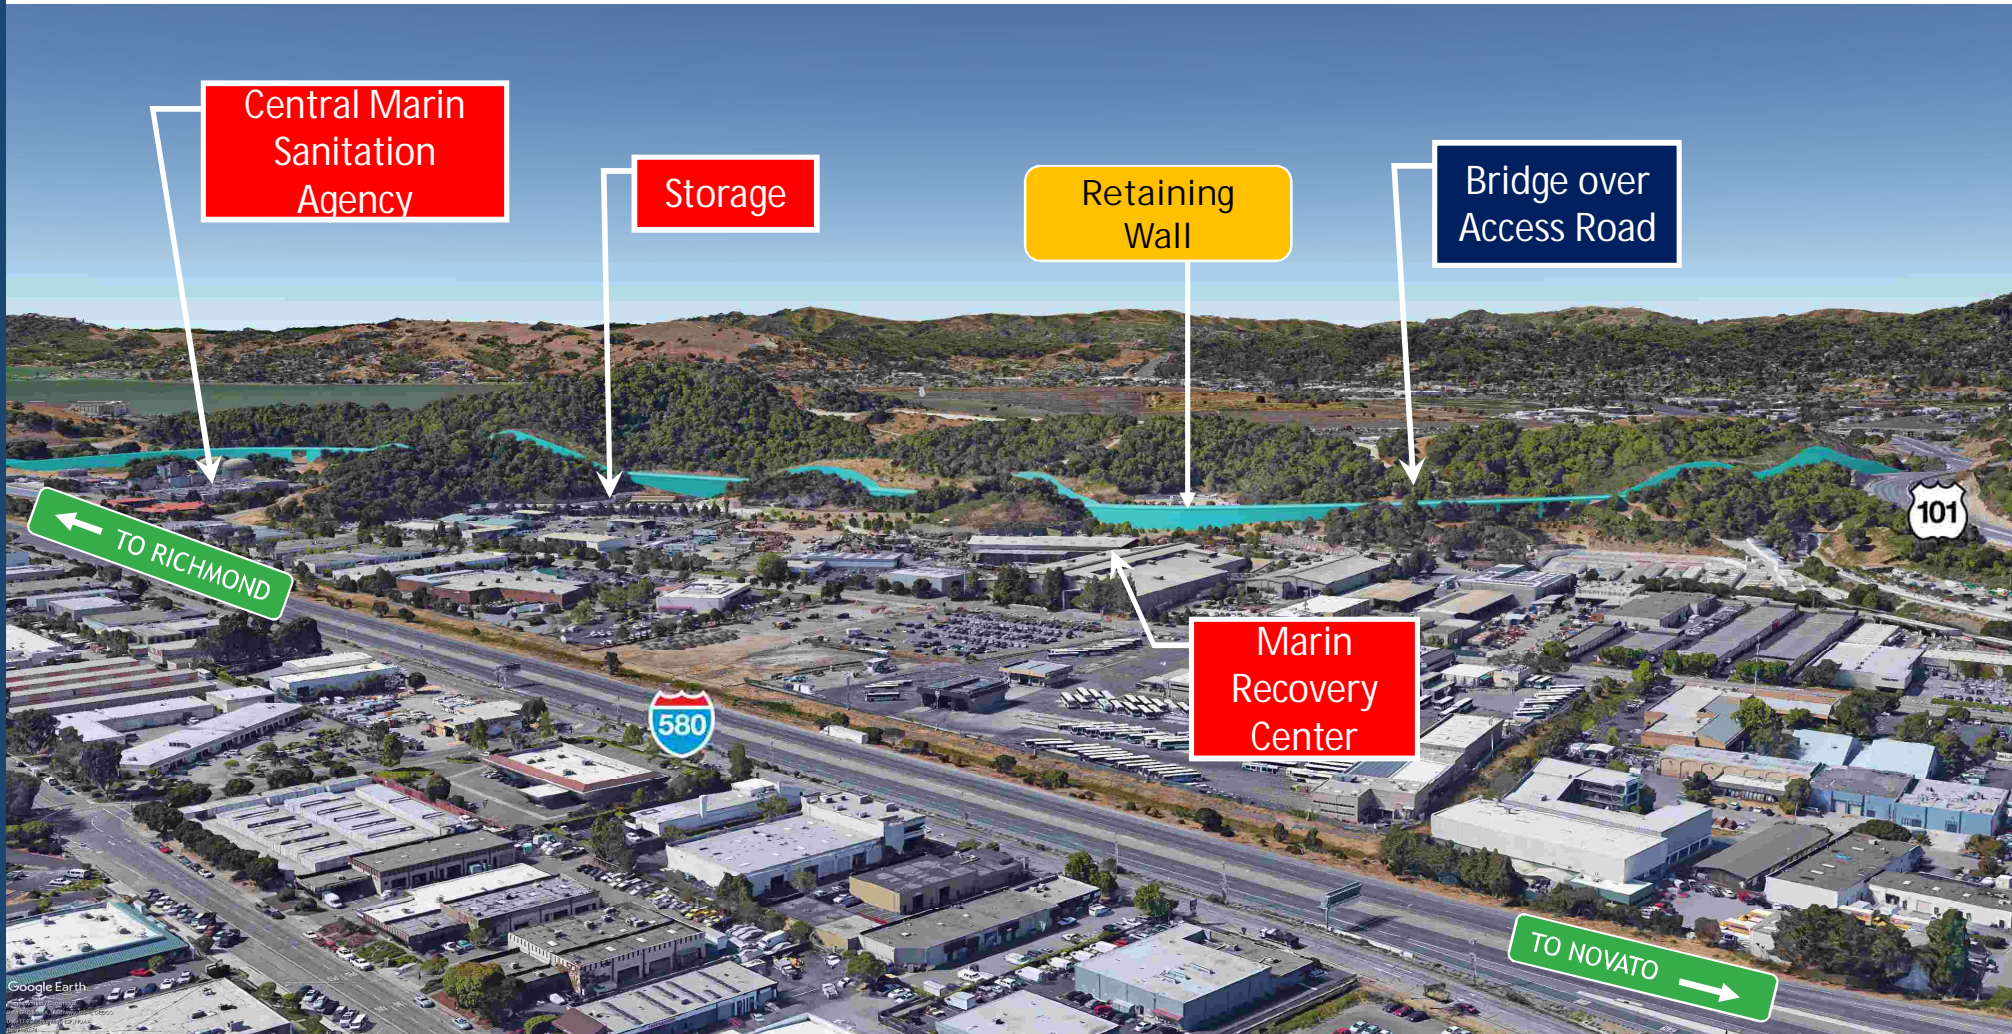 Central Marin
Sanitation
Agency
Storage
Retaining
Wall
Bridge over
Access Road
101
TO RICHMOND
580
Marin
Recovery
Center
TO NOVATO
Google Earth